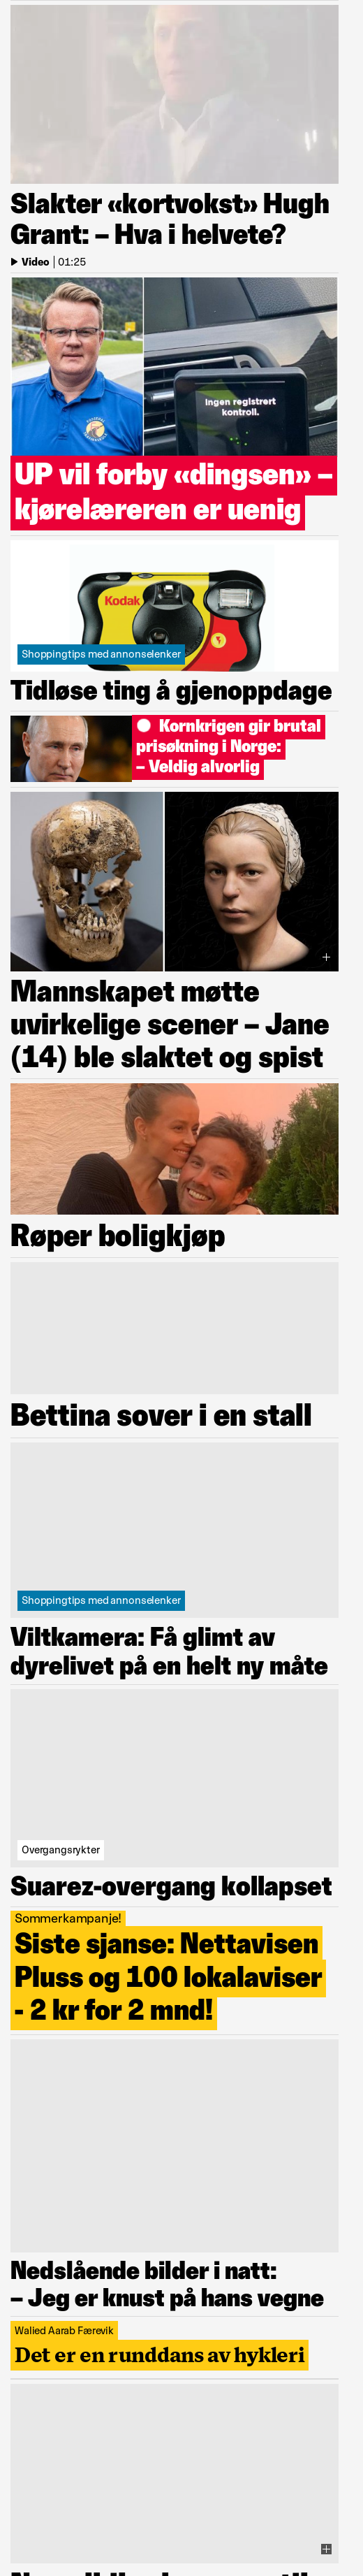 Slakter «kortvokst» Hugh
Grant: – Hva i helvete?
Video | 01:25
Ingen registrert
kontroll.
UP vil forby «dingsen» –
kjørelæreren er uenig
Kodak
Shoppingtips med annonselenker
Tidløse ting å gjenoppdage
Kornkrigen gir brutal
prisøkning i Norge:
– Veldig alvorlig
Mannskapet møtte
uvirkelige scener – Jane
(14) ble slaktet og spist
Røper boligkjøp
Bettina sover i en stall
Shoppingtips med annonselenker
Viltkamera: Få glimt av
dyrelivet på en helt ny måte
Overgangsrykter
Suarez-overgang kollapset
Sommerkampanje!
Siste sjanse: Nettavisen
Pluss og 100 lokalaviser
- 2 kr for 2 mnd!
Nedslående bilder i natt:
– Jeg er knust på hans vegne
Walied Aarab Færevik
Det er en runddans av hykleri